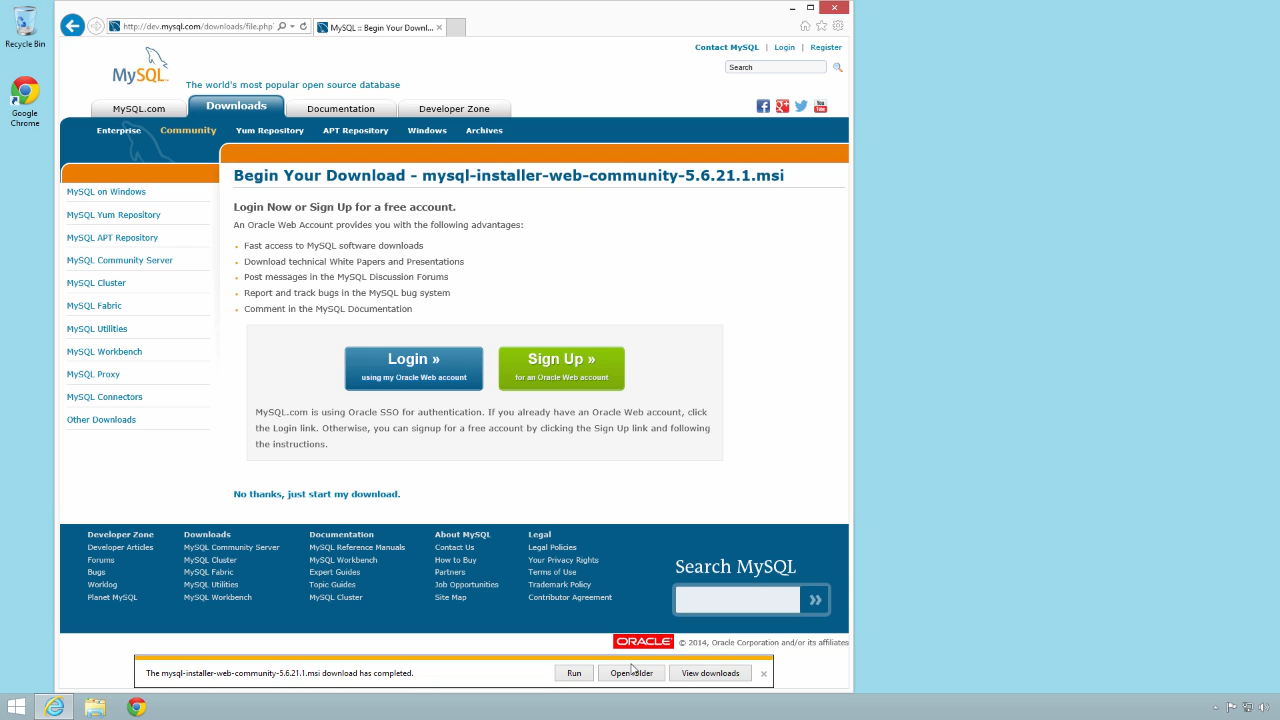 Recycle Bin
Google
Chrome
http://dev.mysql.com/downloads/file.php
MySQL :: Begin Your Downl...
Contact MySQL | Login | Register
Search
MySQL
The world's most popular open source database
MySQL.com
Downloads
Documentation
Developer Zone
Enterprise
Community
Yum Repository
APT Repository
Windows
Archives
MySQL on Windows
MySQL Yum Repository
MySQL APT Repository
MySQL Community Server
MySQL Cluster
MySQL Fabric
MySQL Utilities
MySQL Workbench
MySQL Proxy
MySQL Connectors
Other Downloads
Begin Your Download - mysql-installer-web-community-5.6.21.1.msi
Login Now or Sign Up for a free account.
An Oracle Web Account provides you with the following advantages:
Fast access to MySQL software downloads
Download technical White Papers and Presentations
Post messages in the MySQL Discussion Forums
Report and track bugs in the MySQL bug system
Comment in the MySQL Documentation
Login »
using my Oracle Web account
Sign Up »
for an Oracle Web account
MySQL.com is using Oracle SSO for authentication. If you already have an Oracle Web account, click
the Login link. Otherwise, you can signup for a free account by clicking the Sign Up link and following
the instructions.
No thanks, just start my download.
Developer Zone
Developer Articles
Forums
Bugs
Worklog
Planet MySQL
Downloads
MySQL Community Server
MySQL Cluster
MySQL Fabric
MySQL Utilities
MySQL Workbench
Documentation
MySQL Reference Manuals
MySQL Workbench
Expert Guides
Topic Guides
MySQL Cluster
About MySQL
Contact Us
How to Buy
Partners
Job Opportunities
Site Map
Legal
Legal Policies
Your Privacy Rights
Terms of Use
Trademark Policy
Contributor Agreement
Search MySQL
ORACLE
© 2014, Oracle Corporation and/or its affiliates
The mysql-installer-web-community-5.6.21.1.msi download has completed.
Run
Open folder
View downloads